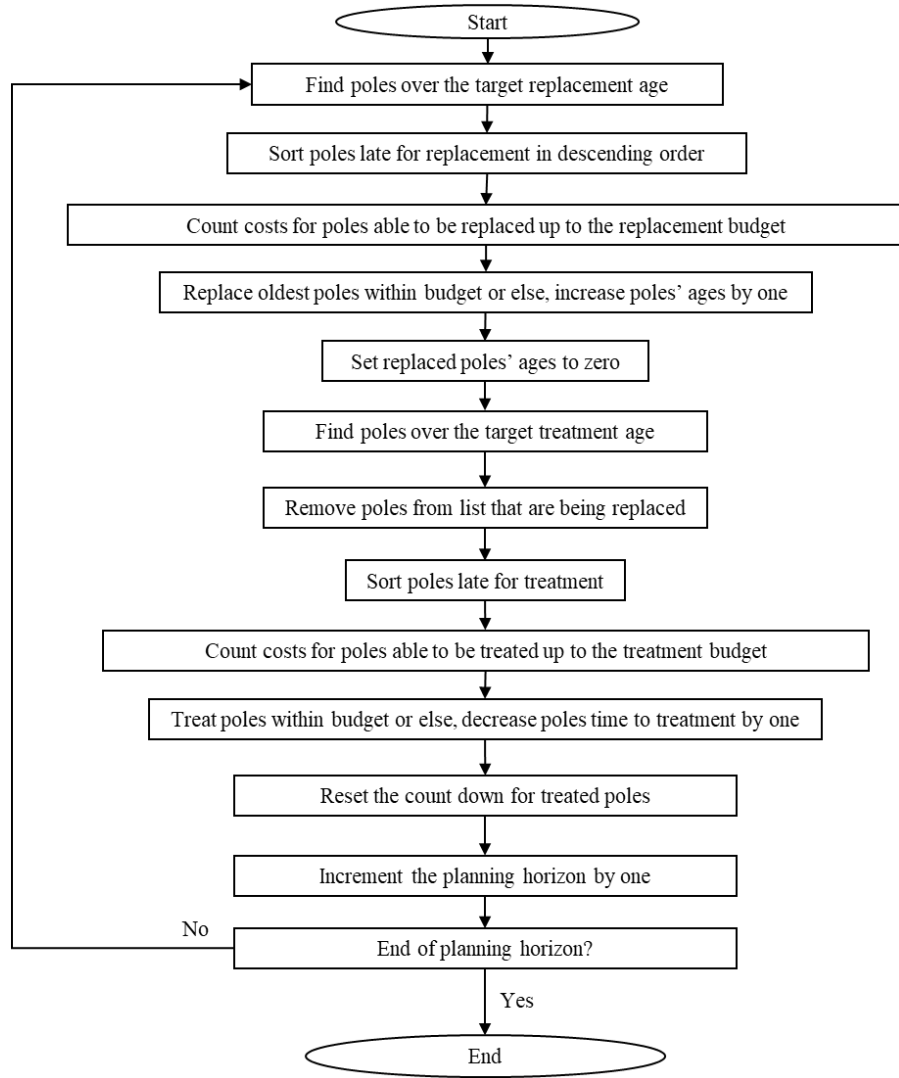 Start
Find poles over the target replacement age
Sort poles late for replacement in descending order
Count costs for poles able to be replaced up to the replacement budget
Replace oldest poles within budget or else, increase poles’ ages by one
Set replaced poles’ ages to zero
Find poles over the target treatment age
Remove poles from list that are being replaced
Sort poles late for treatment
Count costs for poles able to be treated up to the treatment budget
Treat poles within budget or else, decrease poles time to treatment by one
Reset the count down for treated poles
Increment the planning horizon by one
No
End of planning horizon?
Yes
End